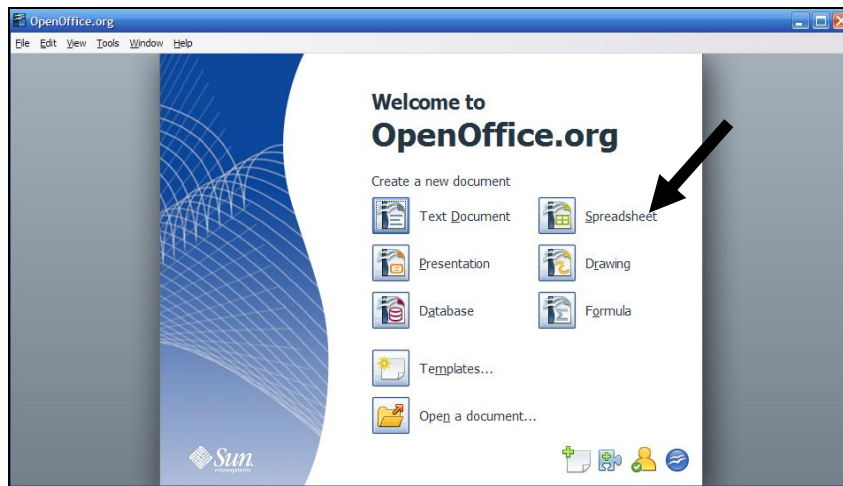 OpenOffice.org
File Edit View Tools Window Help
Welcome to
OpenOffice.org
Create a new document
Text Document
Spreadsheet
Presentation
Drawing
Database
Formula
Templates...
Open a document...
Sun
microsystems